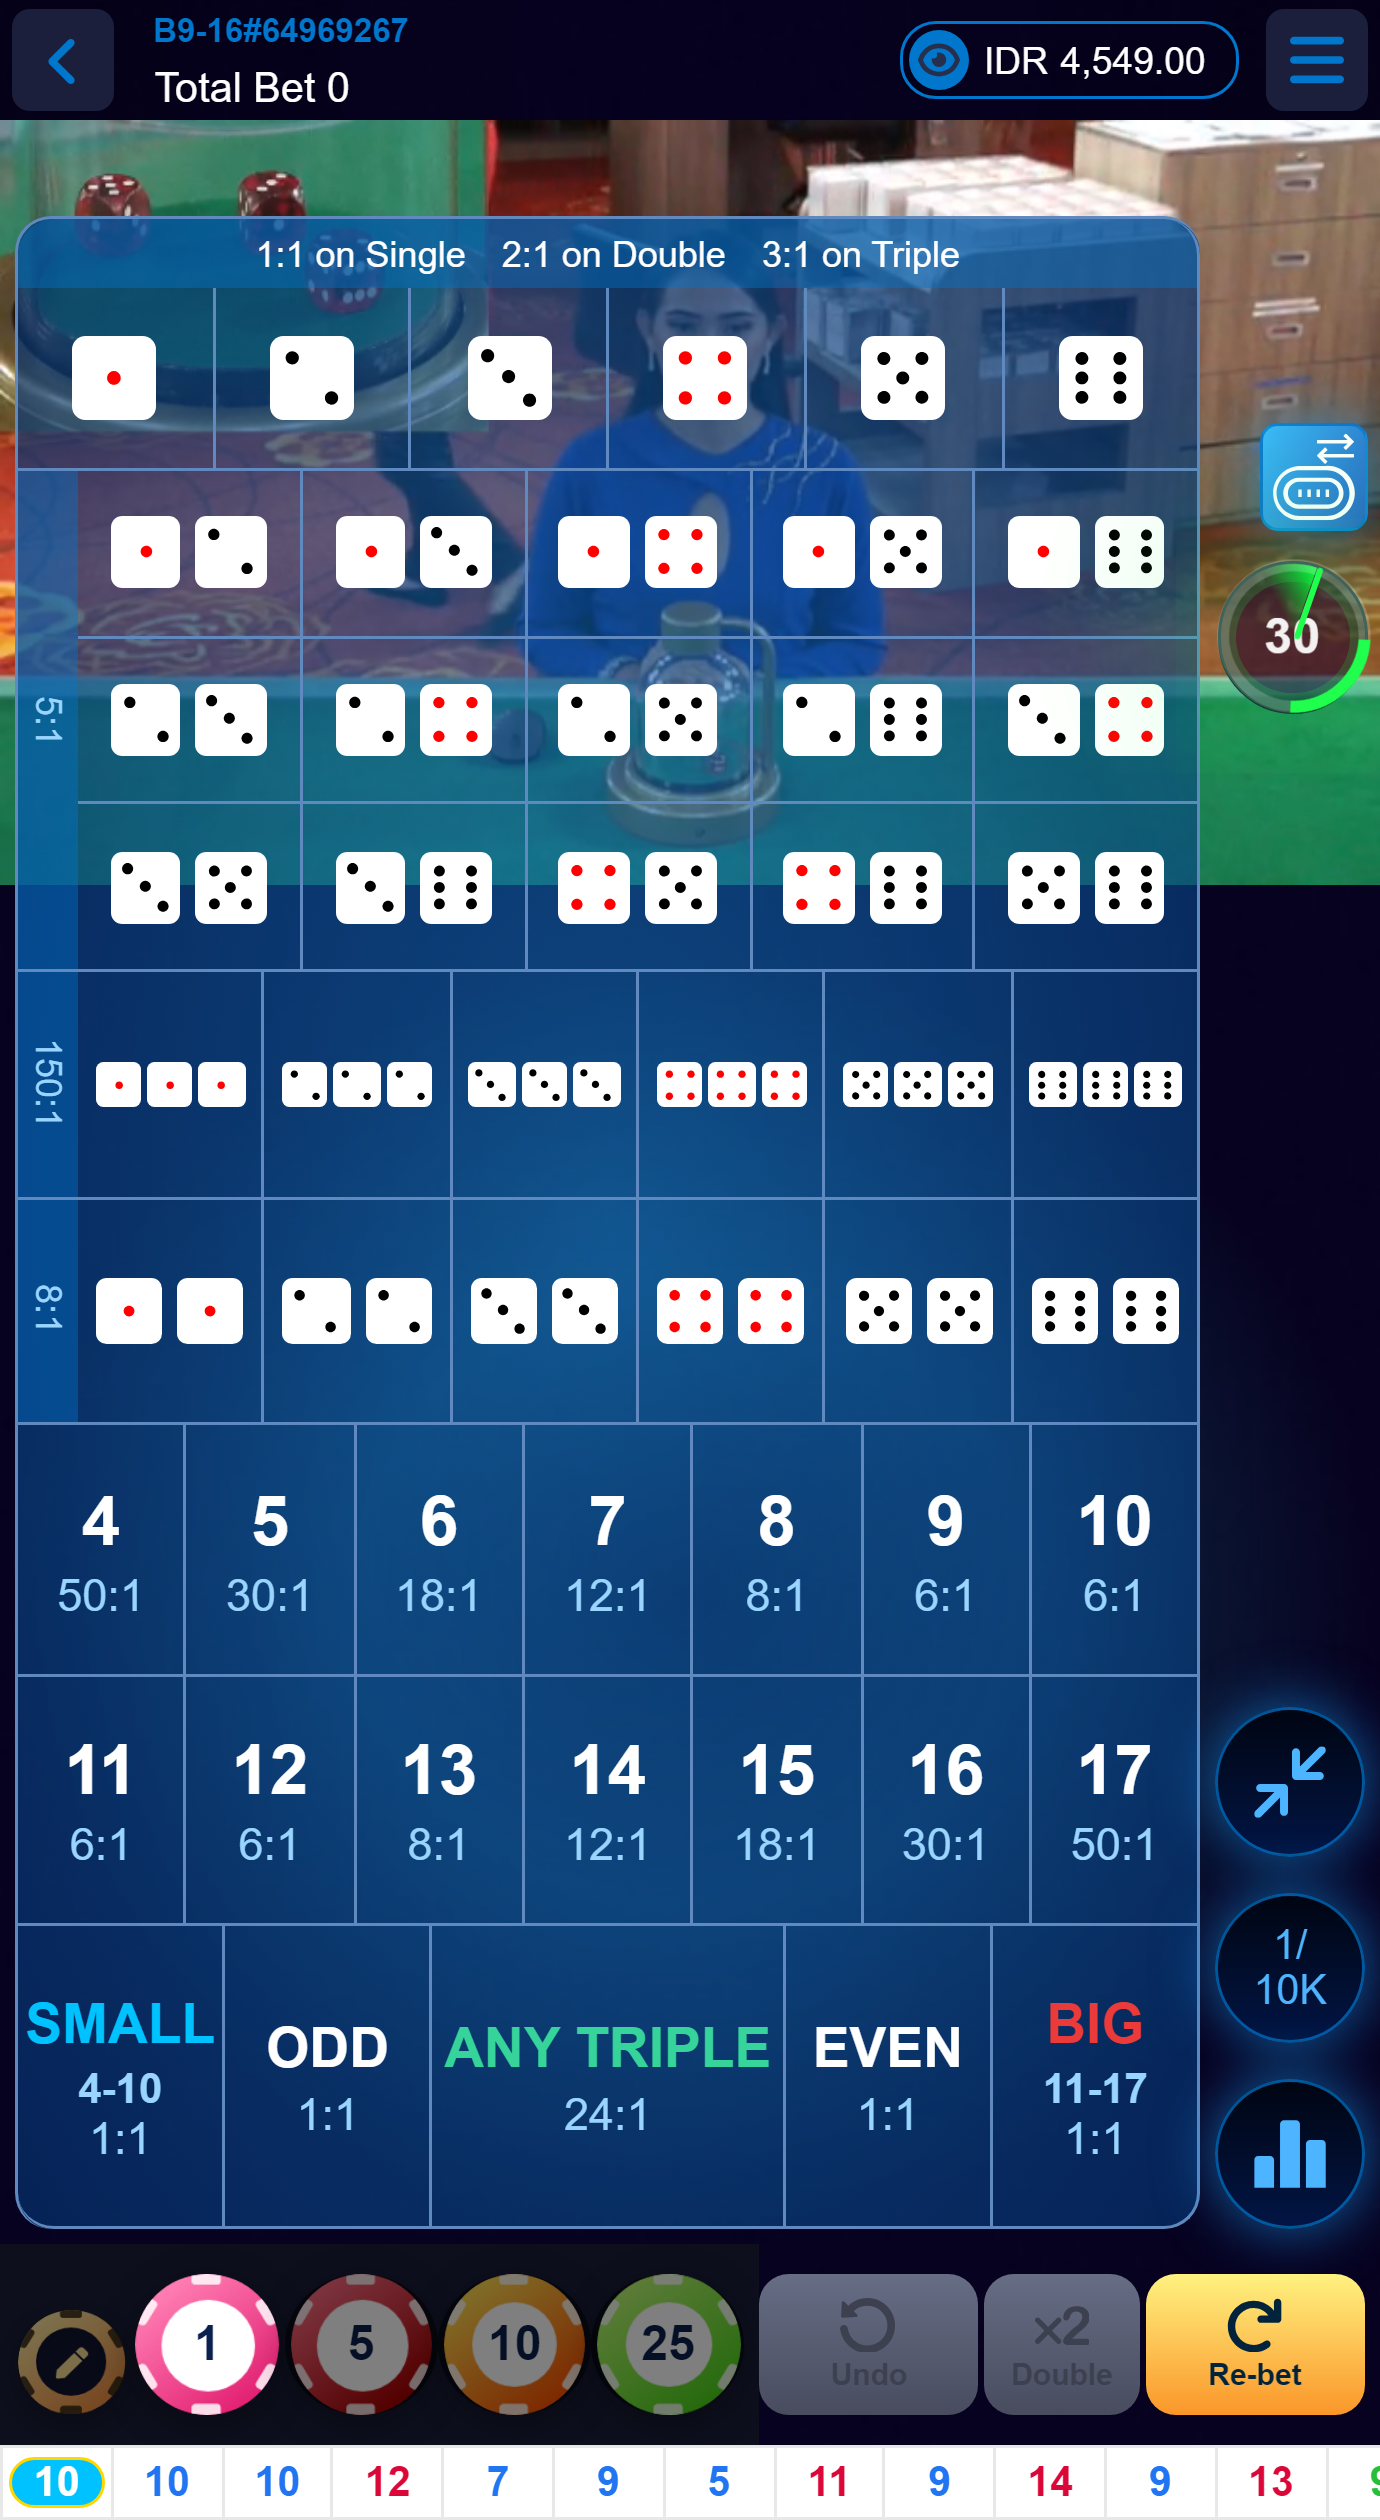 B9-16#64969267
Total Bet 0
IDR 4,549.00
1:1 on Single 2:1 on Double 3:1 on Triple
30
5:1
150:1
8:1
4 5 6 7 8 9 10
50:1 30:1 18:1 12:1 8:1 6:1 6:1
11 12 13 14 15 16 17
6:1 6:1 8:1 12:1 18:1 30:1 50:1
SMALL
4-10
1:1
ODD
1:1
ANY TRIPLE
24:1
EVEN
1:1
BIG
11-17
1:1
1/
10K
1 5 10 25
Undo
x2
Double
Re-bet
10 10 10 12 7 9 5 11 9 14 9 13